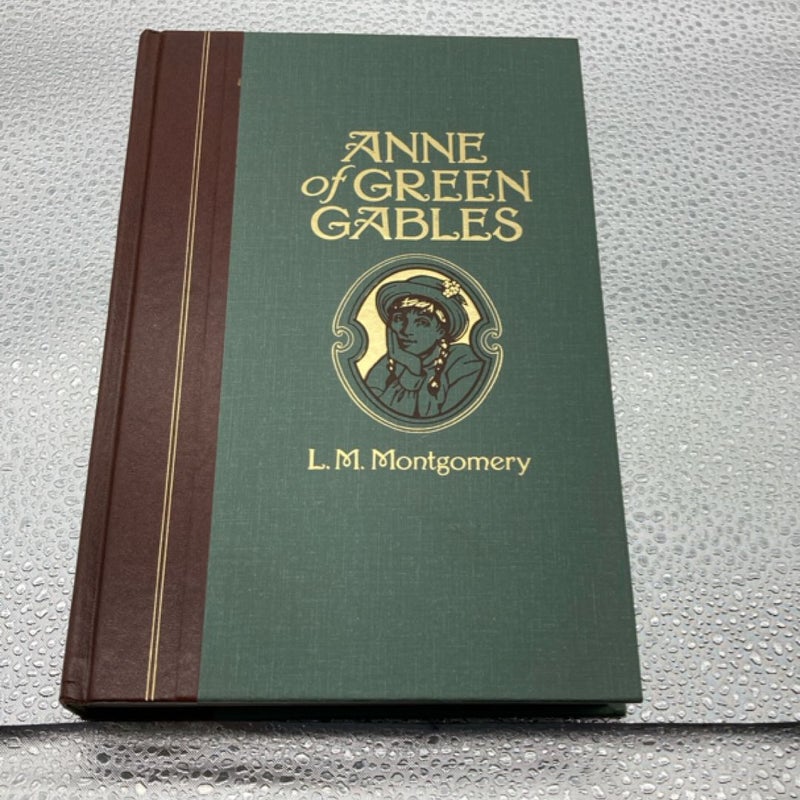 ANNE
of GREEN
GABLES
L. M. Montgomery